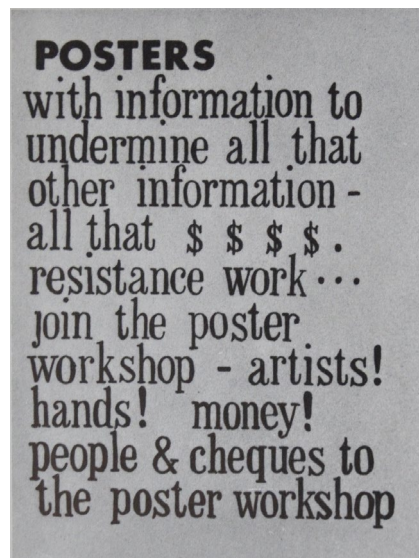 POSTERS
with information to
undermine all that
other information -
all that $ $ $ $ .
resistance work ...
join the poster
workshop - artists!
hands! money!
people & cheques to
the poster workshop